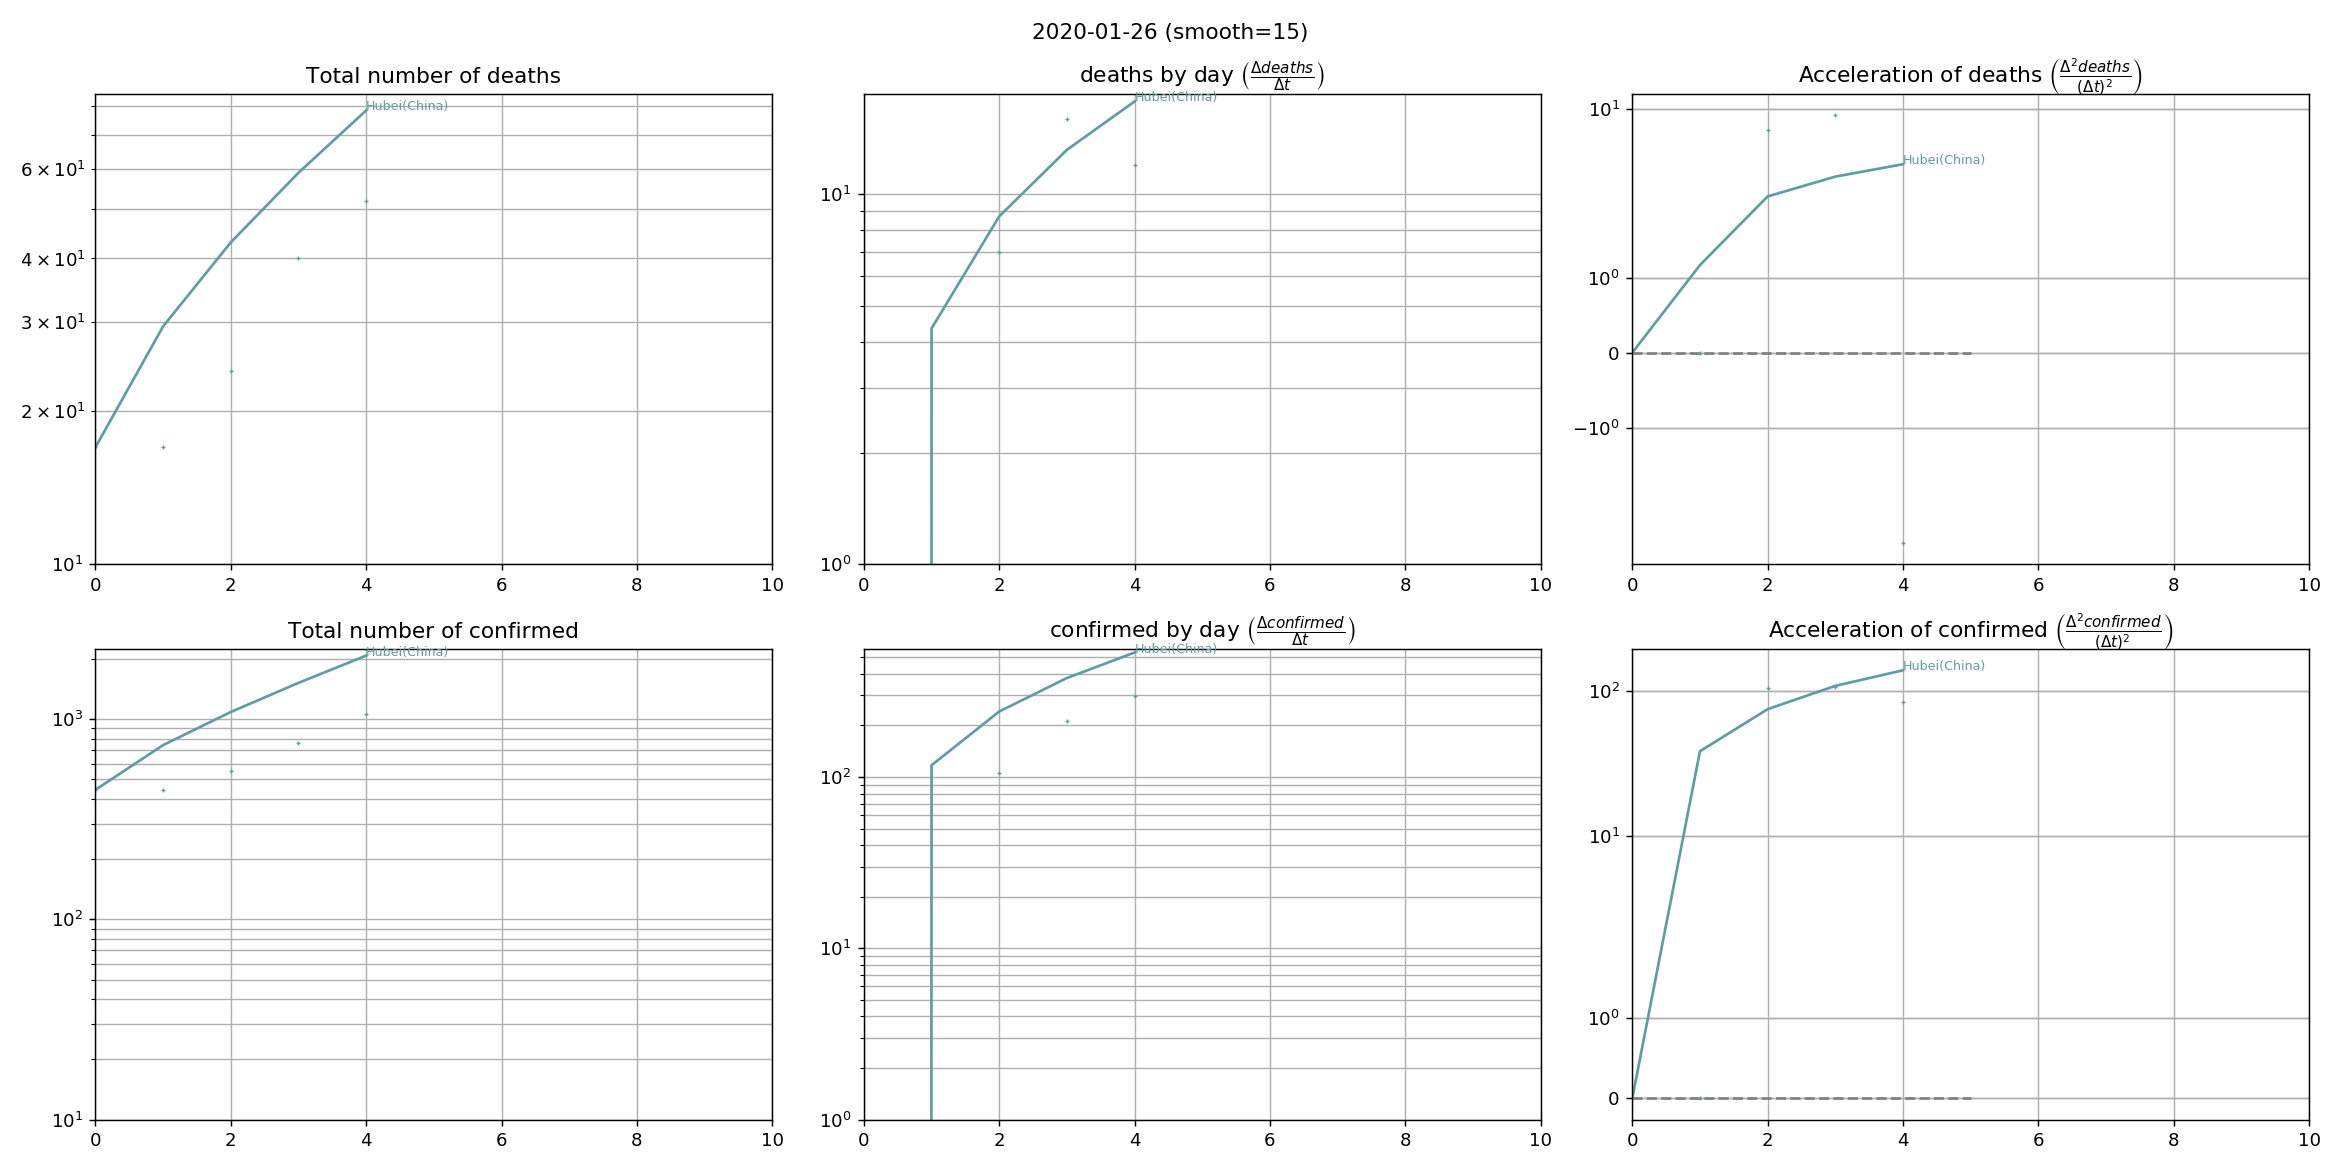 2020-01-26 (smooth=15)
Total number of deaths
deaths by day (Δdeaths/Δt)
Acceleration of deaths (Δ²deaths/(Δt)²)
Hubei(China)
Hubei(China)
Hubei(China)
6 × 10¹
4 × 10¹
3 × 10¹
2 × 10¹
10¹
0 2 4 6 8 10
10¹
10⁰
0 2 4 6 8 10
10¹
10⁰
0
−10⁰
0 2 4 6 8 10
Total number of confirmed
confirmed by day (Δconfirmed/Δt)
Acceleration of confirmed (Δ²confirmed/(Δt)²)
Hubei(China)
Hubei(China)
Hubei(China)
10³
10²
10¹
0 2 4 6 8 10
10²
10¹
10⁰
0 2 4 6 8 10
10²
10¹
10⁰
0
0 2 4 6 8 10